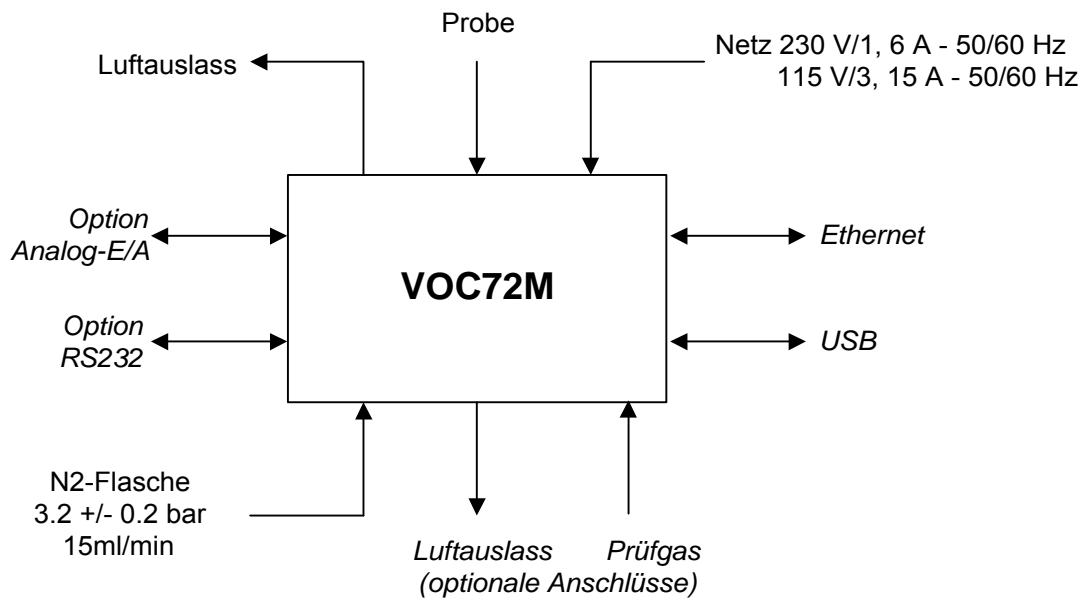 Probe
Luftauslass
Netz 230 V/1, 6 A - 50/60 Hz
115 V/3, 15 A - 50/60 Hz
Option
Analog-E/A
Ethernet
VOC72M
Option
RS232
USB
N2-Flasche
3.2 +/- 0.2 bar
15ml/min
Luftauslass Prüfgas
(optionale Anschlüsse)